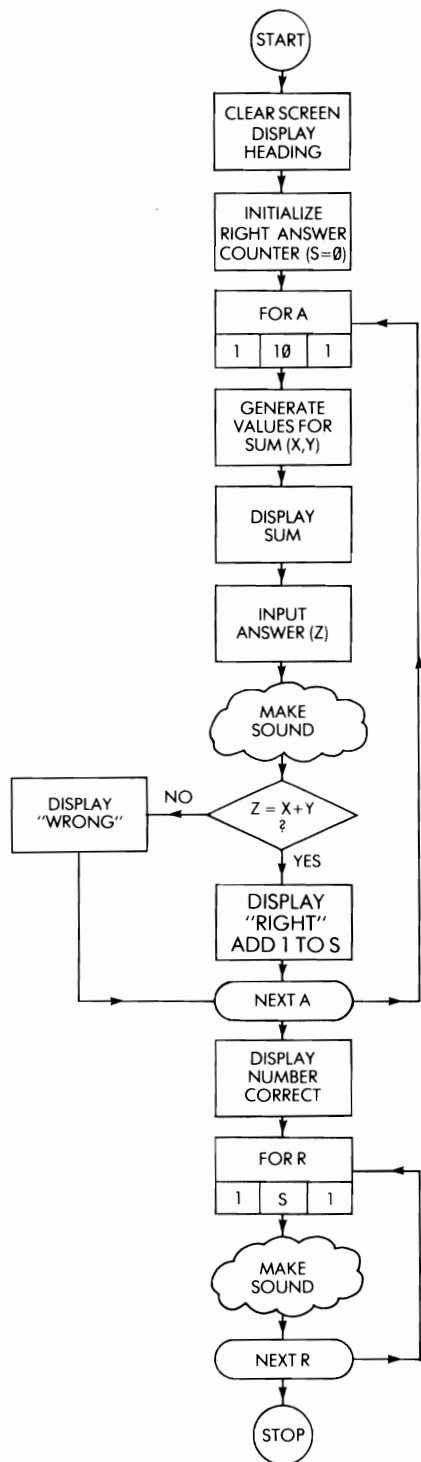 START
CLEAR SCREEN
DISPLAY
HEADING
INITIALIZE
RIGHT ANSWER
COUNTER (S=Ø)
FOR A
1 1Ø 1
GENERATE
VALUES FOR
SUM (X,Y)
DISPLAY
SUM
INPUT
ANSWER (Z)
MAKE
SOUND
Z = X+Y
?
NO
DISPLAY
"WRONG"
YES
DISPLAY
"RIGHT"
ADD 1 TO S
NEXT A
DISPLAY
NUMBER
CORRECT
FOR R
1 S 1
MAKE
SOUND
NEXT R
STOP